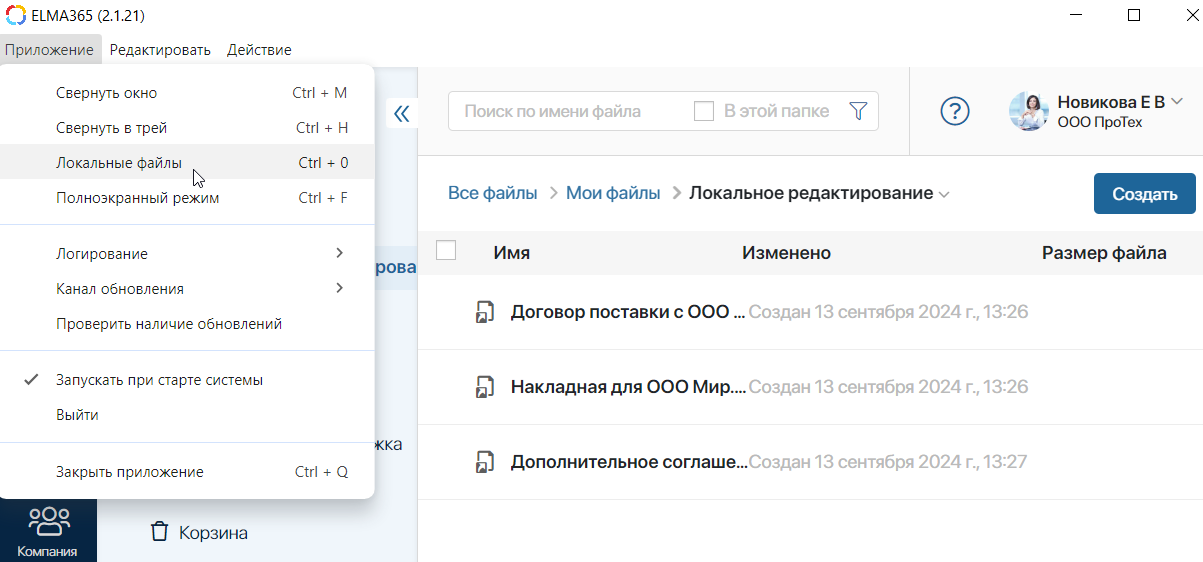 ELMA365 (2.1.21)
Приложение Редактировать Действие
Свернуть окно Ctrl + M
Свернуть в трей Ctrl + H
Локальные файлы Ctrl + 0
Полноэкранный режим Ctrl + F
Логирование
Канал обновления
Проверить наличие обновлений
Запускать при старте системы
Выйти
Закрыть приложение Ctrl + Q
рова
жка
Компания
Корзина
Поиск по имени файла В этой папке
?
Новикова Е В
ООО ПроТех
Все файлы > Мои файлы > Локальное редактирование
Создать
Имя Изменено Размер файла
Договор поставки с ООО ... Создан 13 сентября 2024 г., 13:26
Накладная для ООО Мир.... Создан 13 сентября 2024 г., 13:26
Дополнительное соглаше... Создан 13 сентября 2024 г., 13:27